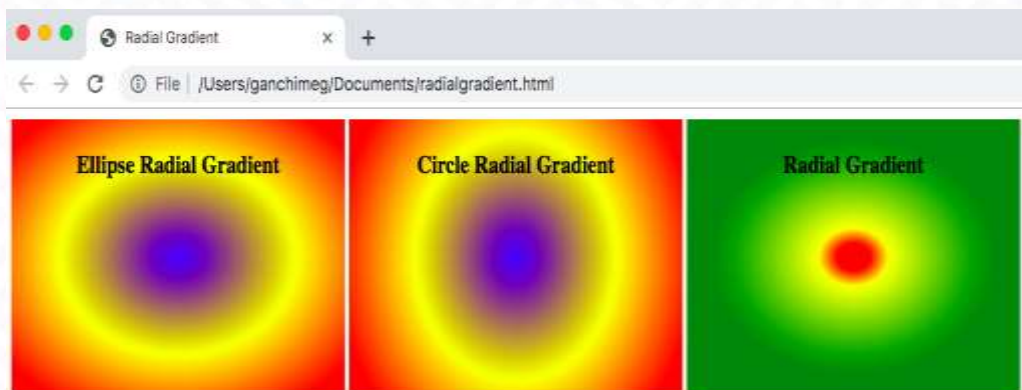 Radial Gradient × +
File | /Users/ganchimeg/Documents/radialgradient.html
Ellipse Radial Gradient
Circle Radial Gradient
Radial Gradient